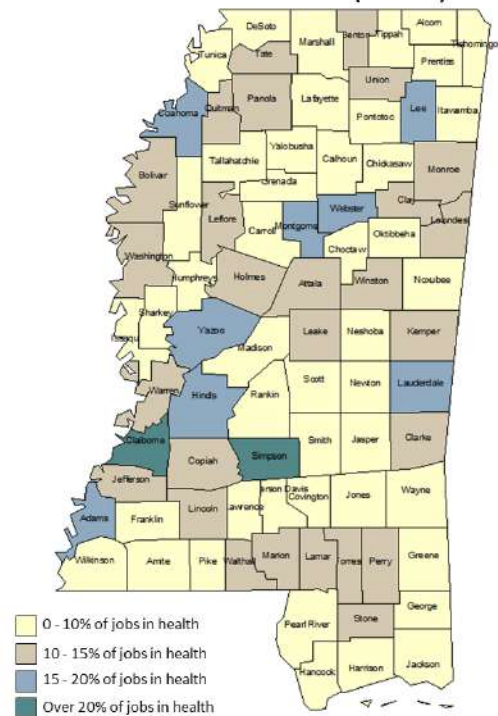 DeSoto
Marshall
Benton
Tippah
Alcorn
Tishomingo
Tunica
Tate
Prentiss
Union
Coahoma
Quitman
Panola
Lafayette
Pontotoc
Lee
Itawamba
Yalobusha
Tallahatchie
Calhoun
Chickasaw
Monroe
Bolivar
Grenada
Sunflower
Leflore
Carroll
Montgome
Webster
Clay
Lowndes
Oktibbeha
Choctaw
Washington
Humphreys
Holmes
Attala
Winston
Noxubee
Sharkey
Issaqu
Yazoo
Madison
Leake
Neshoba
Kemper
Warren
Hinds
Rankin
Scott
Newton
Lauderdale
Claiborne
Copiah
Simpson
Smith
Jasper
Clarke
Jefferson
Lincoln
Lawrence
erson Davis
Covington
Jones
Wayne
Adams
Franklin
Wilkinson
Amite
Pike
Walthall
Marion
Lamar
Forrest
Perry
Greene
Pearl River
Stone
George
Hancock
Harrison
Jackson
0 - 10% of jobs in health
10 - 15% of jobs in health
15 - 20% of jobs in health
Over 20% of jobs in health